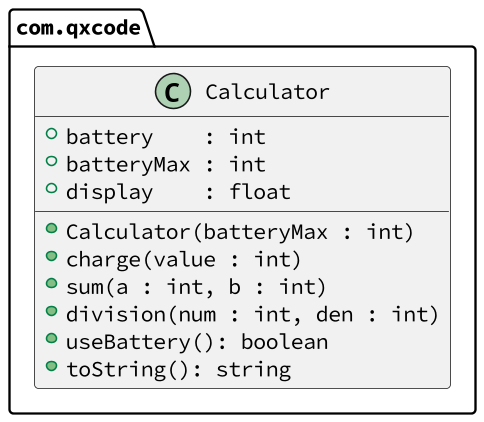 com.qxcode
C Calculator
battery    : int
batteryMax : int
display    : float
Calculator(batteryMax : int)
charge(value : int)
sum(a : int, b : int)
division(num : int, den : int)
useBattery(): boolean
toString(): string